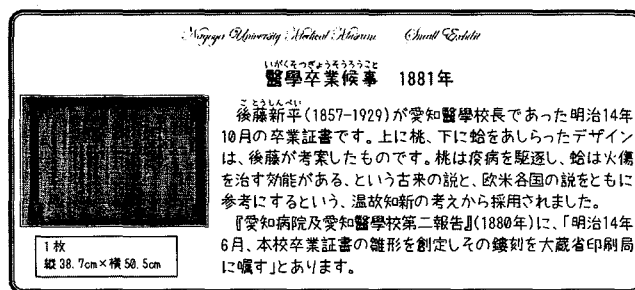 Nagoya University Medical Museum Small Exhibit
いがくそつぎょうそうろうこと
醫學卒業候事 1881年
ごとうしんぺい
後藤新平(1857-1929)が愛知醫學校長であった明治14年
10月の卒業証書です。上に桃、下に蛤をあしらったデザイン
は、後藤が考案したものです。桃は疫病を駆逐し、蛤は火傷
を治す効能がある、という古来の説と、欧米各国の説をともに
参考にするという、温故知新の考えから採用されました。
『愛知病院及愛知醫學校第二報告』(1880年)に、「明治14年
6月、本校卒業証書の雛形を創定しその鏤刻を大蔵省印刷局
に嘱す」とあります。
1枚
縦38.7cm×横50.5cm